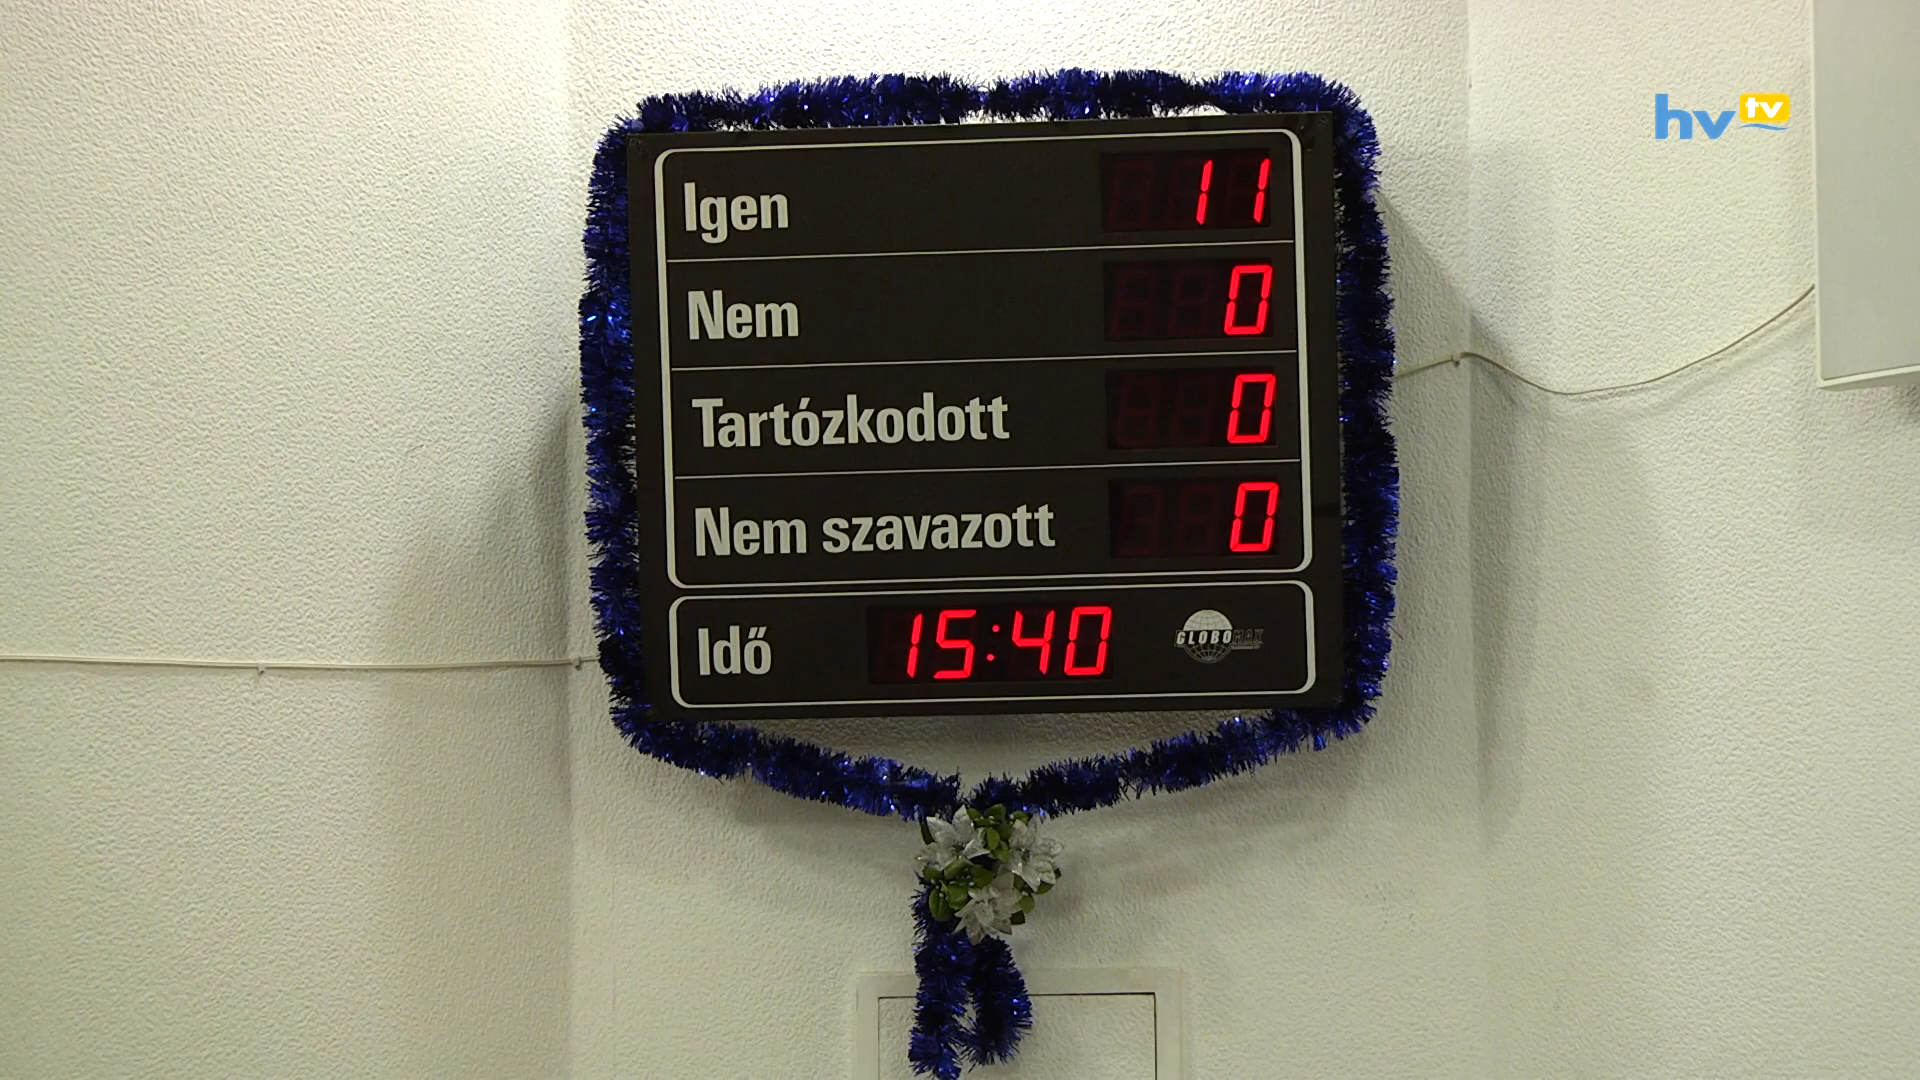 hv tv
Igen 11
Nem 0
Tartózkodott 0
Nem szavazott 0
Idő 15:40
GLOBOMAX